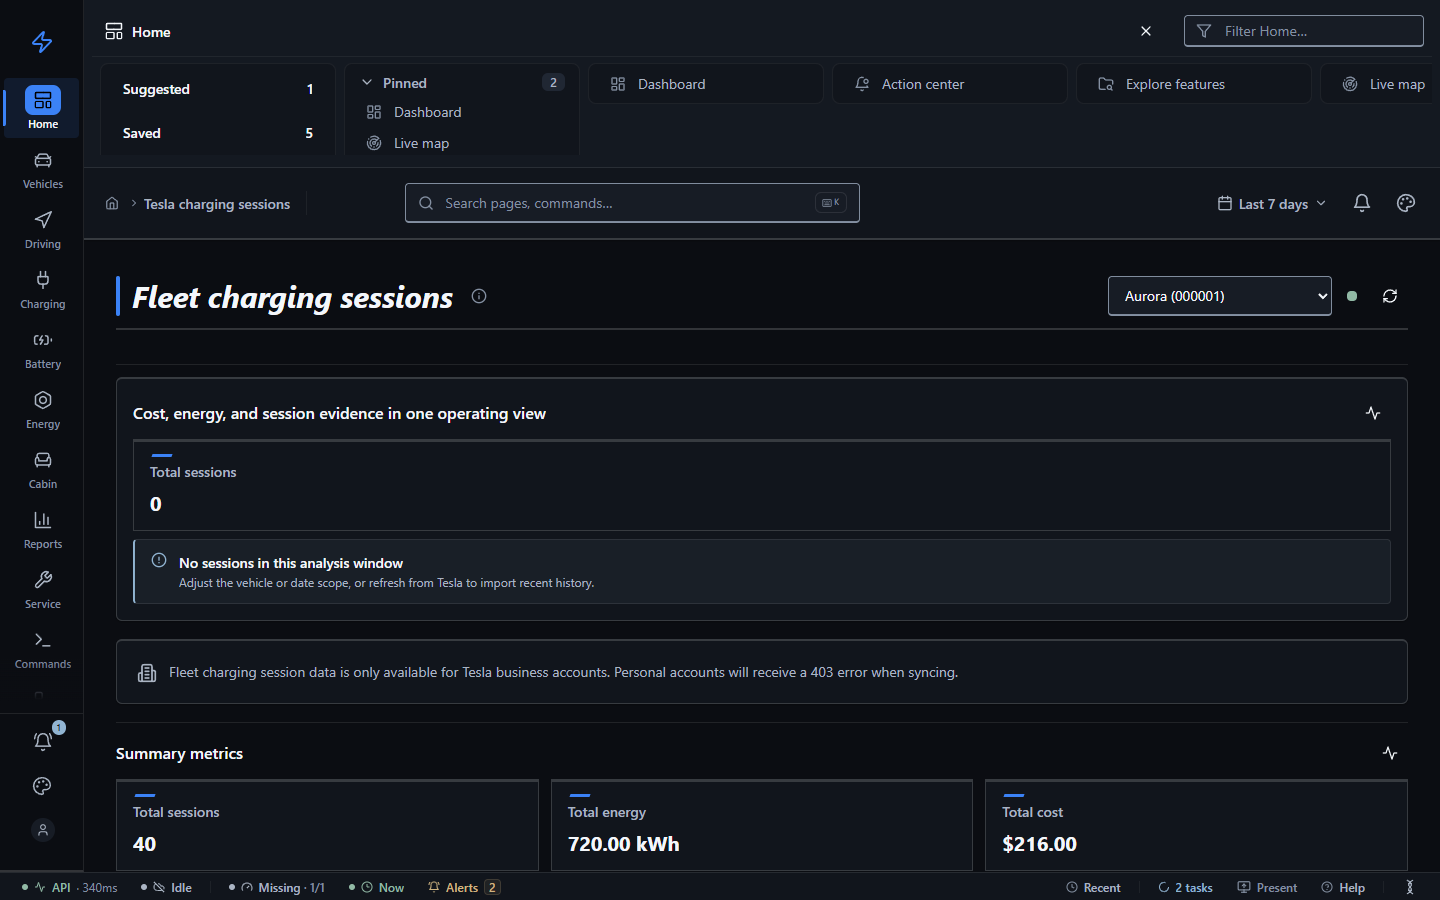 Home
Filter Home...
Suggested 1
Saved 5
Pinned 2
Dashboard
Live map
Dashboard
Action center
Explore features
Live map
Home
Vehicles
Driving
Charging
Battery
Energy
Cabin
Reports
Service
Commands
1
Tesla charging sessions
Search pages, commands...
K
Last 7 days
Fleet charging sessions
Aurora (000001)
Cost, energy, and session evidence in one operating view
Total sessions
0
No sessions in this analysis window
Adjust the vehicle or date scope, or refresh from Tesla to import recent history.
Fleet charging session data is only available for Tesla business accounts. Personal accounts will receive a 403 error when syncing.
Summary metrics
Total sessions
40
Total energy
720.00 kWh
Total cost
$216.00
API · 340ms
Idle
Missing · 1/1
Now
Alerts 2
Recent
2 tasks
Present
Help